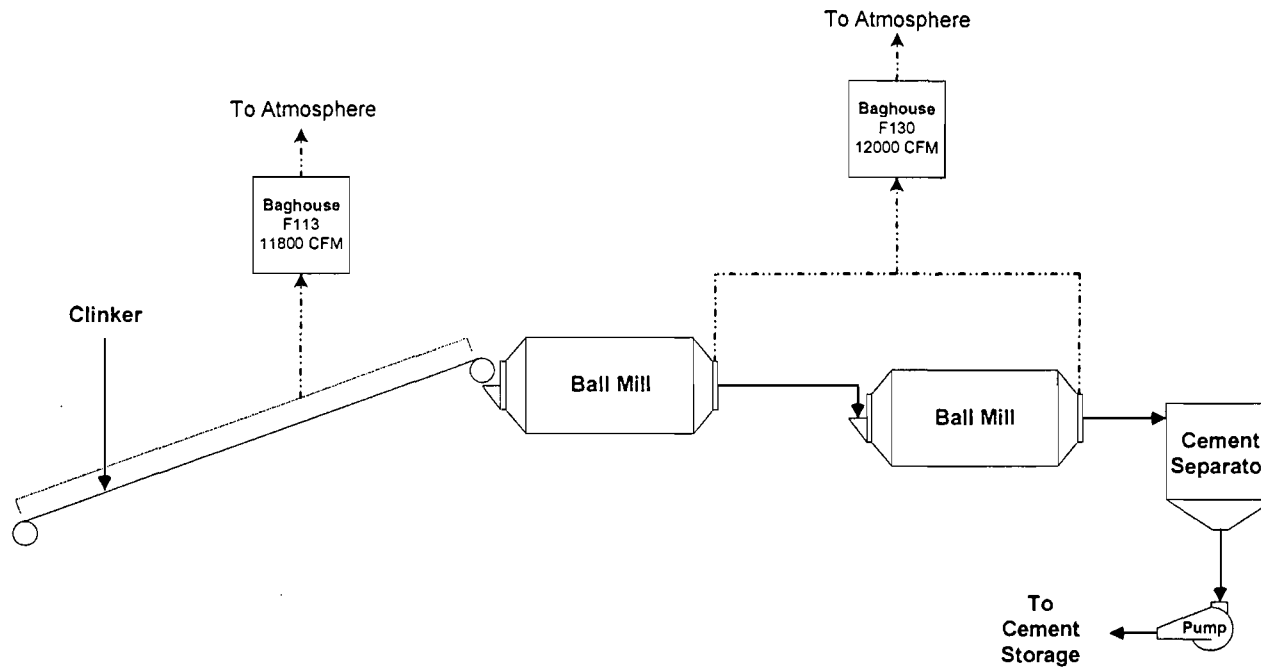 To Atmosphere
Baghouse
F130
12000 CFM
To Atmosphere
Baghouse
F113
11800 CFM
Clinker
Ball Mill
Ball Mill
Cement
Separato
Pump
To
Cement
Storage